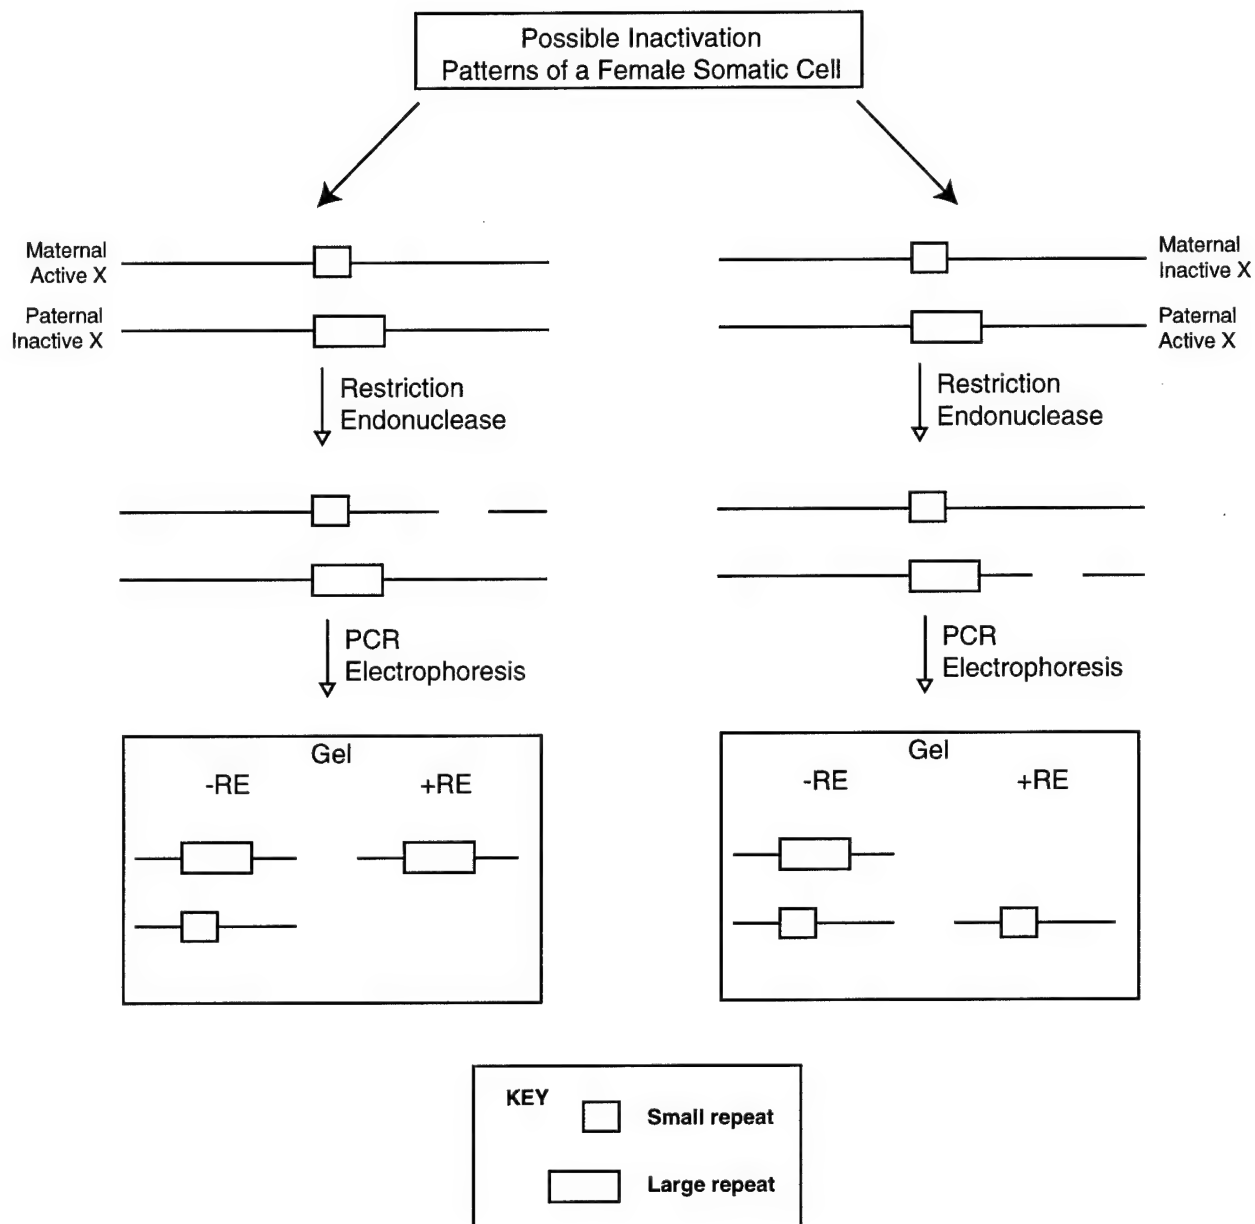 Possible Inactivation
Patterns of a Female Somatic Cell
Maternal
Active X
Paternal
Inactive X
Maternal
Inactive X
Paternal
Active X
Restriction
Endonuclease
Restriction
Endonuclease
PCR
Electrophoresis
PCR
Electrophoresis
Gel
-RE +RE
Gel
-RE +RE
KEY
Small repeat
Large repeat